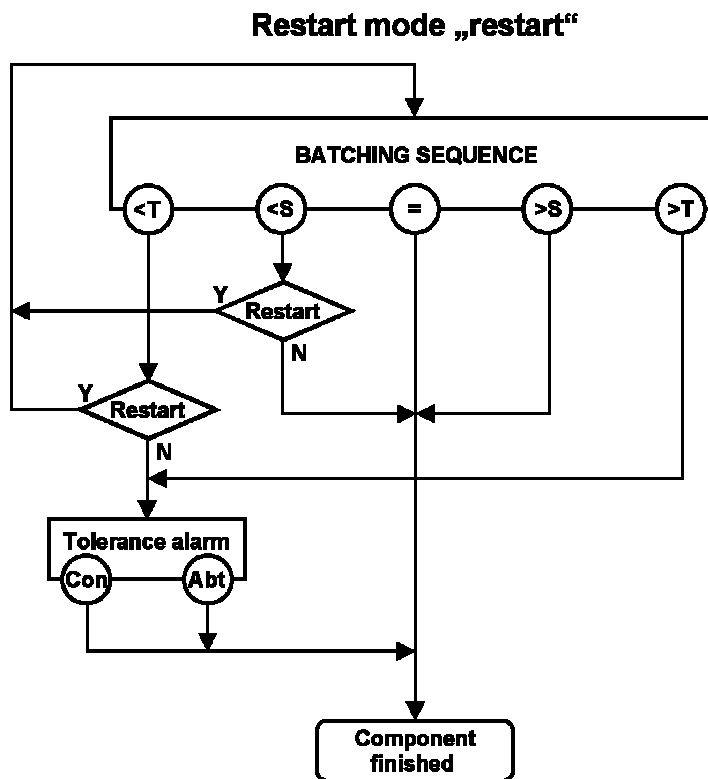 Restart mode „restart“
BATCHING SEQUENCE
<T
<S
=
>S
>T
Y
Restart
N
Y
Restart
N
Tolerance alarm
Con
Abt
Component
finished